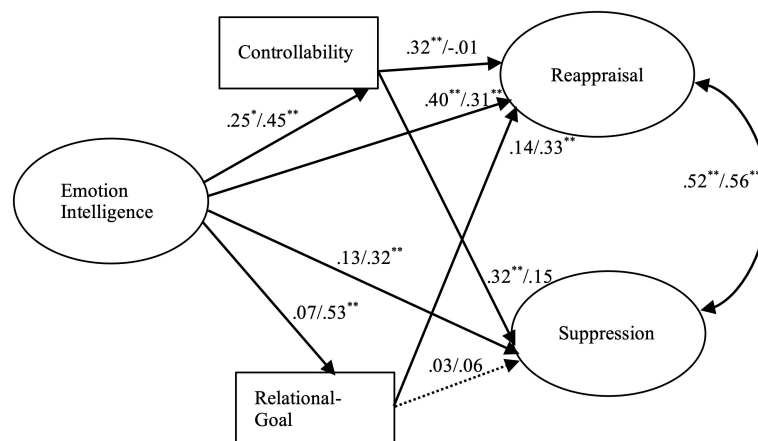 Controllability
.32**/-.01
Reappraisal
.25*/.45**
.40**/.31**
.14/.33**
Emotion
Intelligence
.52**/.56**
.13/.32**
.32**/.15
.07/.53**
Suppression
.03/.06
Relational-
Goal